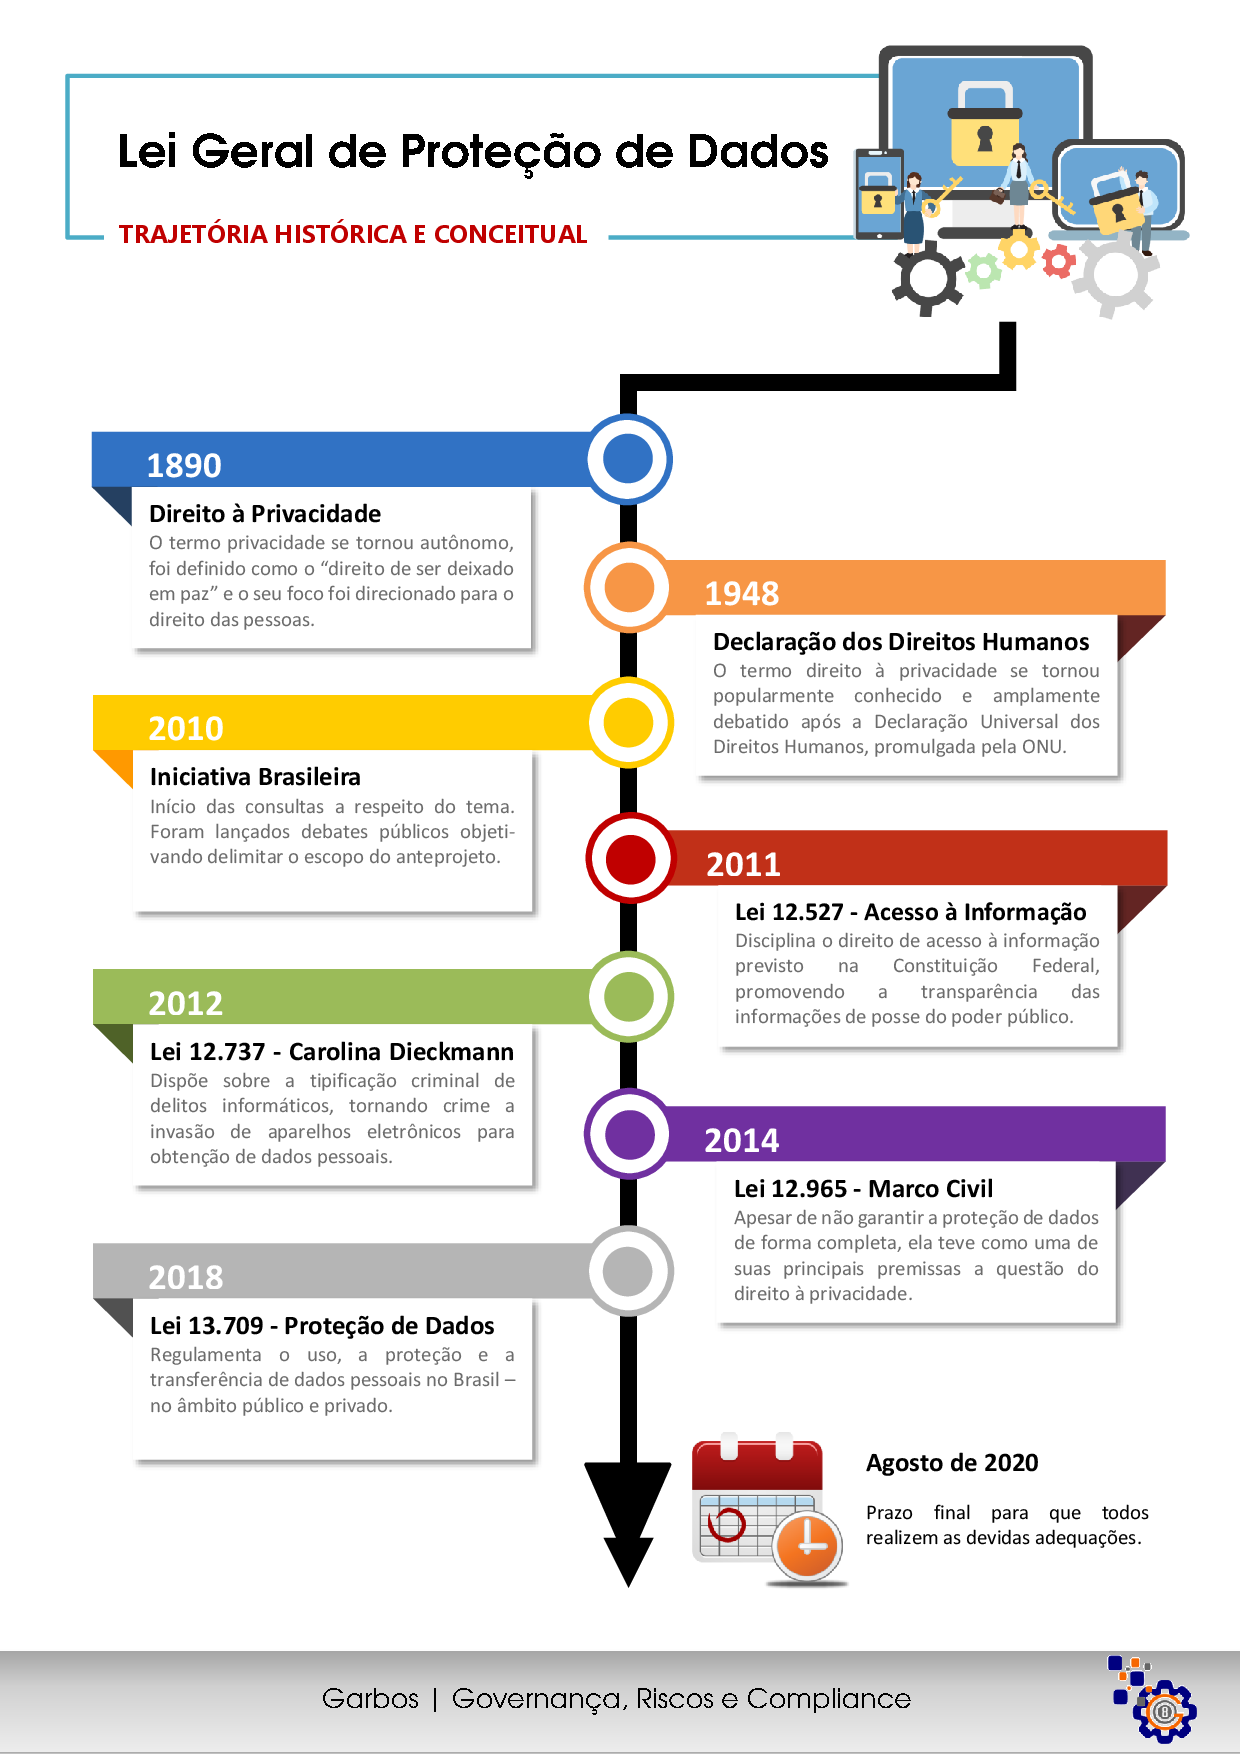 Lei Geral de Proteção de Dados
TRAJETÓRIA HISTÓRICA E CONCEITUAL
1890
Direito à Privacidade
O termo privacidade se tornou autônomo,
foi definido como o “direito de ser deixado
em paz” e o seu foco foi direcionado para o
direito das pessoas.
1948
Declaração dos Direitos Humanos
O termo direito à privacidade se tornou
popularmente conhecido e amplamente
debatido após a Declaração Universal dos
Direitos Humanos, promulgada pela ONU.
2010
Iniciativa Brasileira
Início das consultas a respeito do tema.
Foram lançados debates públicos objeti-
vando delimitar o escopo do anteprojeto.
2011
Lei 12.527 - Acesso à Informação
Disciplina o direito de acesso à informação
previsto na Constituição Federal,
promovendo a transparência das
informações de posse do poder público.
2012
Lei 12.737 - Carolina Dieckmann
Dispõe sobre a tipificação criminal de
delitos informáticos, tornando crime a
invasão de aparelhos eletrônicos para
obtenção de dados pessoais.
2014
Lei 12.965 - Marco Civil
Apesar de não garantir a proteção de dados
de forma completa, ela teve como uma de
suas principais premissas a questão do
direito à privacidade.
2018
Lei 13.709 - Proteção de Dados
Regulamenta o uso, a proteção e a
transferência de dados pessoais no Brasil –
no âmbito público e privado.
Agosto de 2020
Prazo final para que todos
realizem as devidas adequações.
Garbos | Governança, Riscos e Compliance